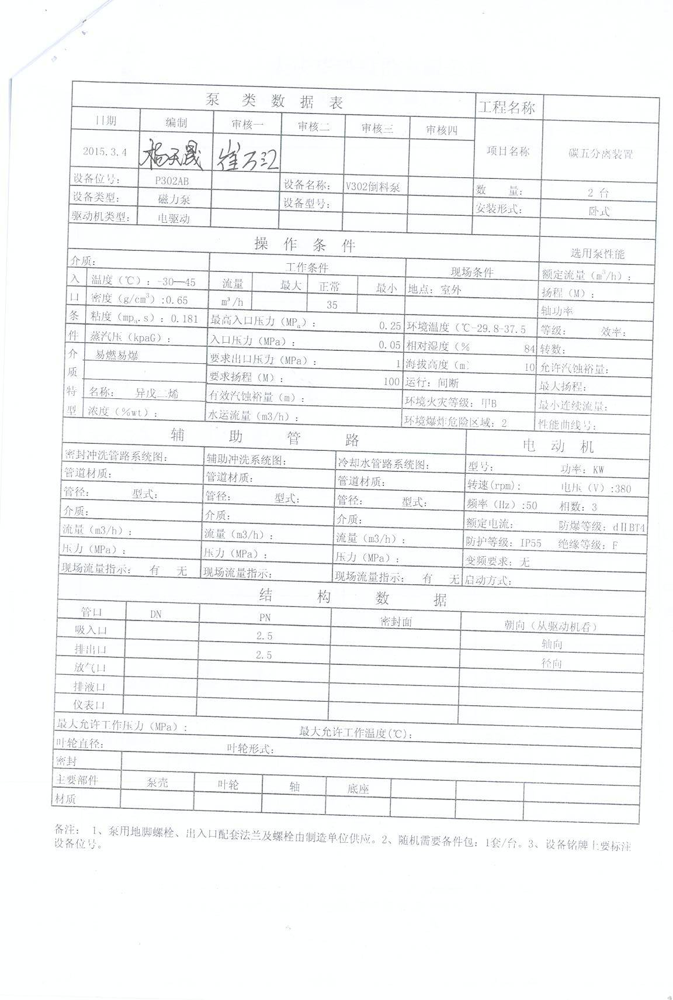 泵 类 数 据 表 工程名称
日期 编制 审核一 审核二 审核三 审核四 项目名称 碳五分离装置
2015.3.4 杨天晟 崔万江
设备位号： P302AB 设备名称： V302倒料泵 数 量： 2 台
设备类型： 磁力泵 设备型号： 安装形式： 卧式
驱动机类型： 电驱动
操 作 条 件 选用泵性能
介质： 工作条件 现场条件 额定流量（m³/h）：
入 温度（℃）：-30—45 流量 最大 正常 最小 地点：室外 扬程（M）：
口 密度（g/cm³）:0.65 m³/h 35 轴功率
条 粘度（mpa.s）：0.181 最高入口压力（MPa）： 0.25 环境温度（℃-29.8-37.5 等级： 效率：
件 蒸汽压（kpaG）： 入口压力（MPa）： 0.05 相对湿度（% 84 转数：
介 易燃易爆 要求出口压力（MPa）： 1 海拔高度（m） 10 允许汽蚀裕量：
质 要求扬程（M）： 100 运行：间断 最大扬程：
特 名称： 异戊二烯 有效汽蚀裕量（m）： 环境火灾等级：甲B 最小连续流量：
型 浓度（%wt）： 水运流量（m3/h）： 环境爆炸危险区域：2 性能曲线号：
辅 助 管 路 电 动 机
密封冲洗管路系统图： 辅助冲洗系统图： 冷却水管路系统图： 型号： 功率：KW
管道材质： 管道材质： 管道材质： 转速(rpm)： 电压（V）:380
管径： 型式： 管径： 型式： 管径： 型式： 频率（Hz）:50 相数：3
介质： 介质： 介质： 额定电流： 防爆等级：dⅡBT4
流量（m3/h）： 流量（m3/h）： 流量（m3/h）： 防护等级：IP55 绝缘等级：F
压力（MPa）： 压力（MPa）： 压力（MPa）： 变频要求：无
现场流量指示： 有 无 现场流量指示： 现场流量指示： 有 无 启动方式：
结 构 数 据
管口 DN PN 密封面 朝向（从驱动机看）
吸入口 2.5 轴向
排出口 2.5 径向
放气口
排液口
仪表口
最大允许工作压力（MPa）： 最大允许工作温度(℃)：
叶轮直径： 叶轮形式：
密封
主要部件 泵壳 叶轮 轴 底座
材质
备注： 1、泵用地脚螺栓、出入口配套法兰及螺栓由制造单位供应。2、随机需要备件包：1套/台。3、设备铭牌上要标注
设备位号。